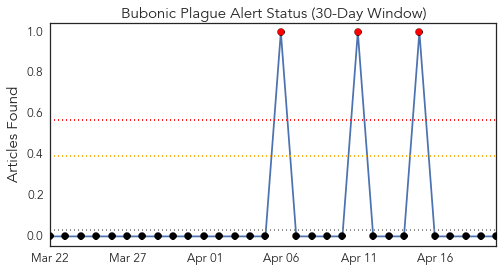 Bubonic Plague Alert Status (30-Day Window)
Articles Found
1.0
0.8
0.6
0.4
0.2
0.0
Mar 22 Mar 27 Apr 01 Apr 06 Apr 11 Apr 16